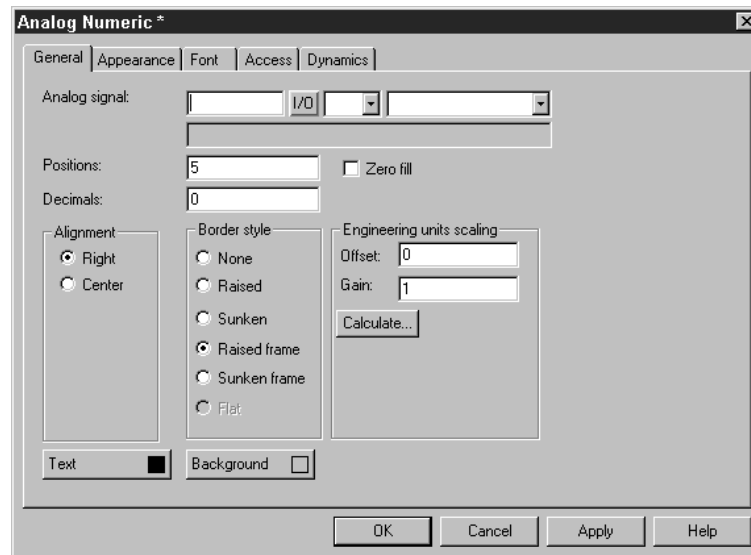 Analog Numeric *
General Appearance Font Access Dynamics
Analog signal: I/O
Positions: 5 Zero fill
Decimals: 0
Alignment Border style Engineering units scaling
Right None Offset: 0
Center Raised Gain: 1
Sunken Calculate...
Raised frame
Sunken frame
Flat
Text Background
OK Cancel Apply Help